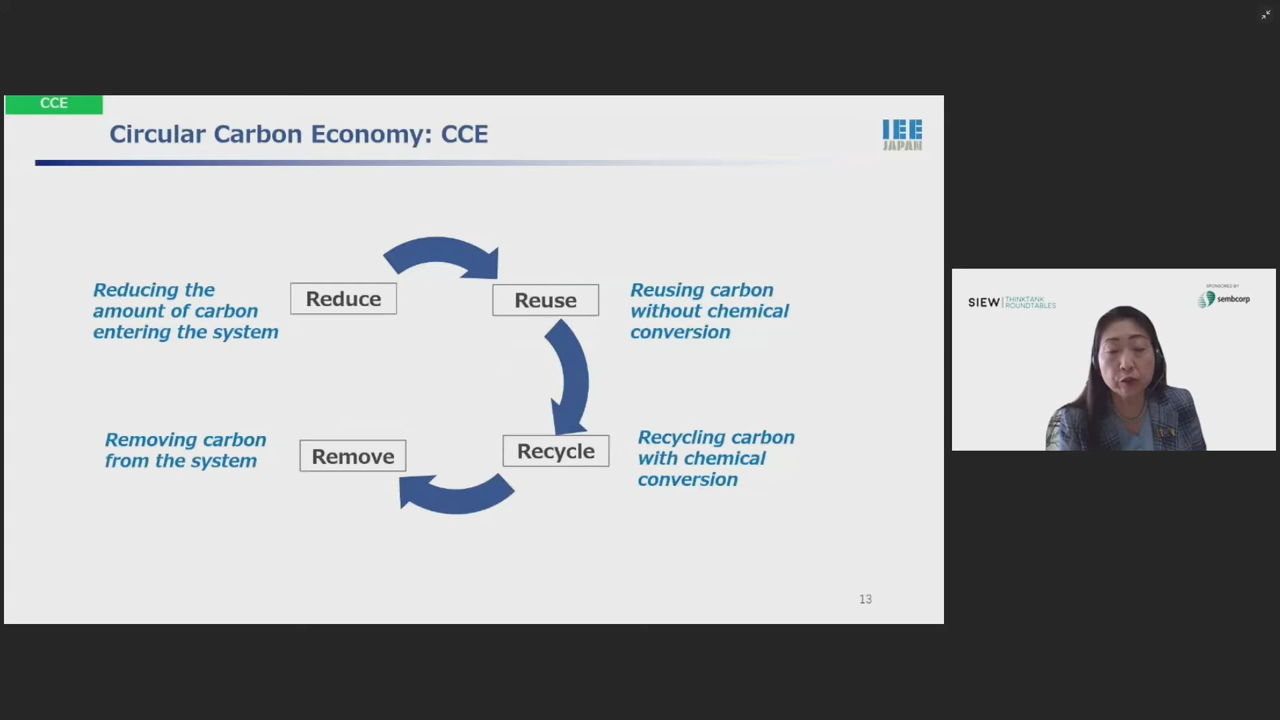 CCE
Circular Carbon Economy: CCE
IEE
JAPAN
Reducing the
amount of carbon
entering the system
Reduce
Reuse
Reusing carbon
without chemical
conversion
Removing carbon
from the system
Remove
Recycle
Recycling carbon
with chemical
conversion
13
SIEW
THINKTANK
ROUNDTABLES
SPONSORED BY
sembcorp